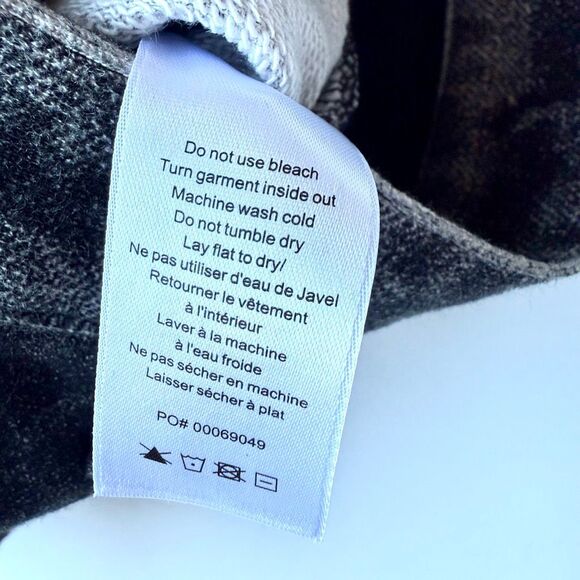 Do not use bleach
Turn garment inside out
Machine wash cold
Do not tumble dry
Lay flat to dry/
Ne pas utiliser d'eau de Javel
Retourner le vêtement
à l'intérieur
Laver à la machine
à l'eau froide
Ne pas sécher en machine
Laisser sécher à plat
PO# 00069049